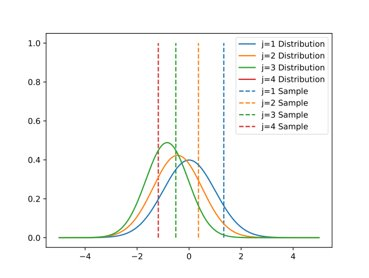 1.0
0.8
0.6
0.4
0.2
0.0
−4
−2
0
2
4
j=1 Distribution
j=2 Distribution
j=3 Distribution
j=4 Distribution
j=1 Sample
j=2 Sample
j=3 Sample
j=4 Sample